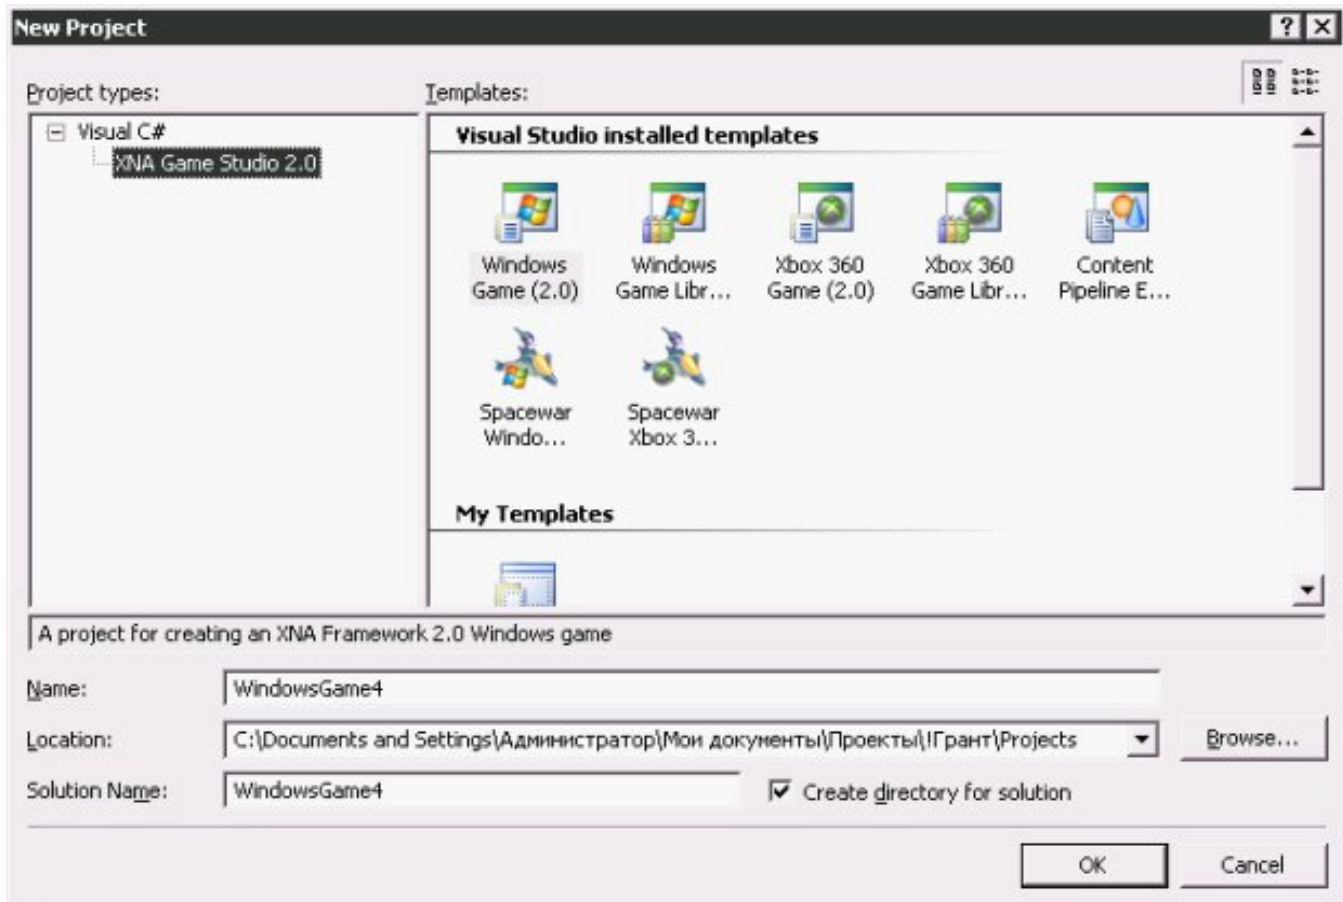 New Project
Project types:
Templates:
Visual C#
XNA Game Studio 2.0
Visual Studio installed templates
Windows Game (2.0)
Windows Game Libr...
Xbox 360 Game (2.0)
Xbox 360 Game Libr...
Content Pipeline E...
Spacewar Windo...
Spacewar Xbox 3...
My Templates
A project for creating an XNA Framework 2.0 Windows game
Name:
WindowsGame4
Location:
C:\Documents and Settings\Администратор\Мои документы\Проекты\!Грант\Projects
Browse...
Solution Name:
WindowsGame4
Create directory for solution
OK
Cancel